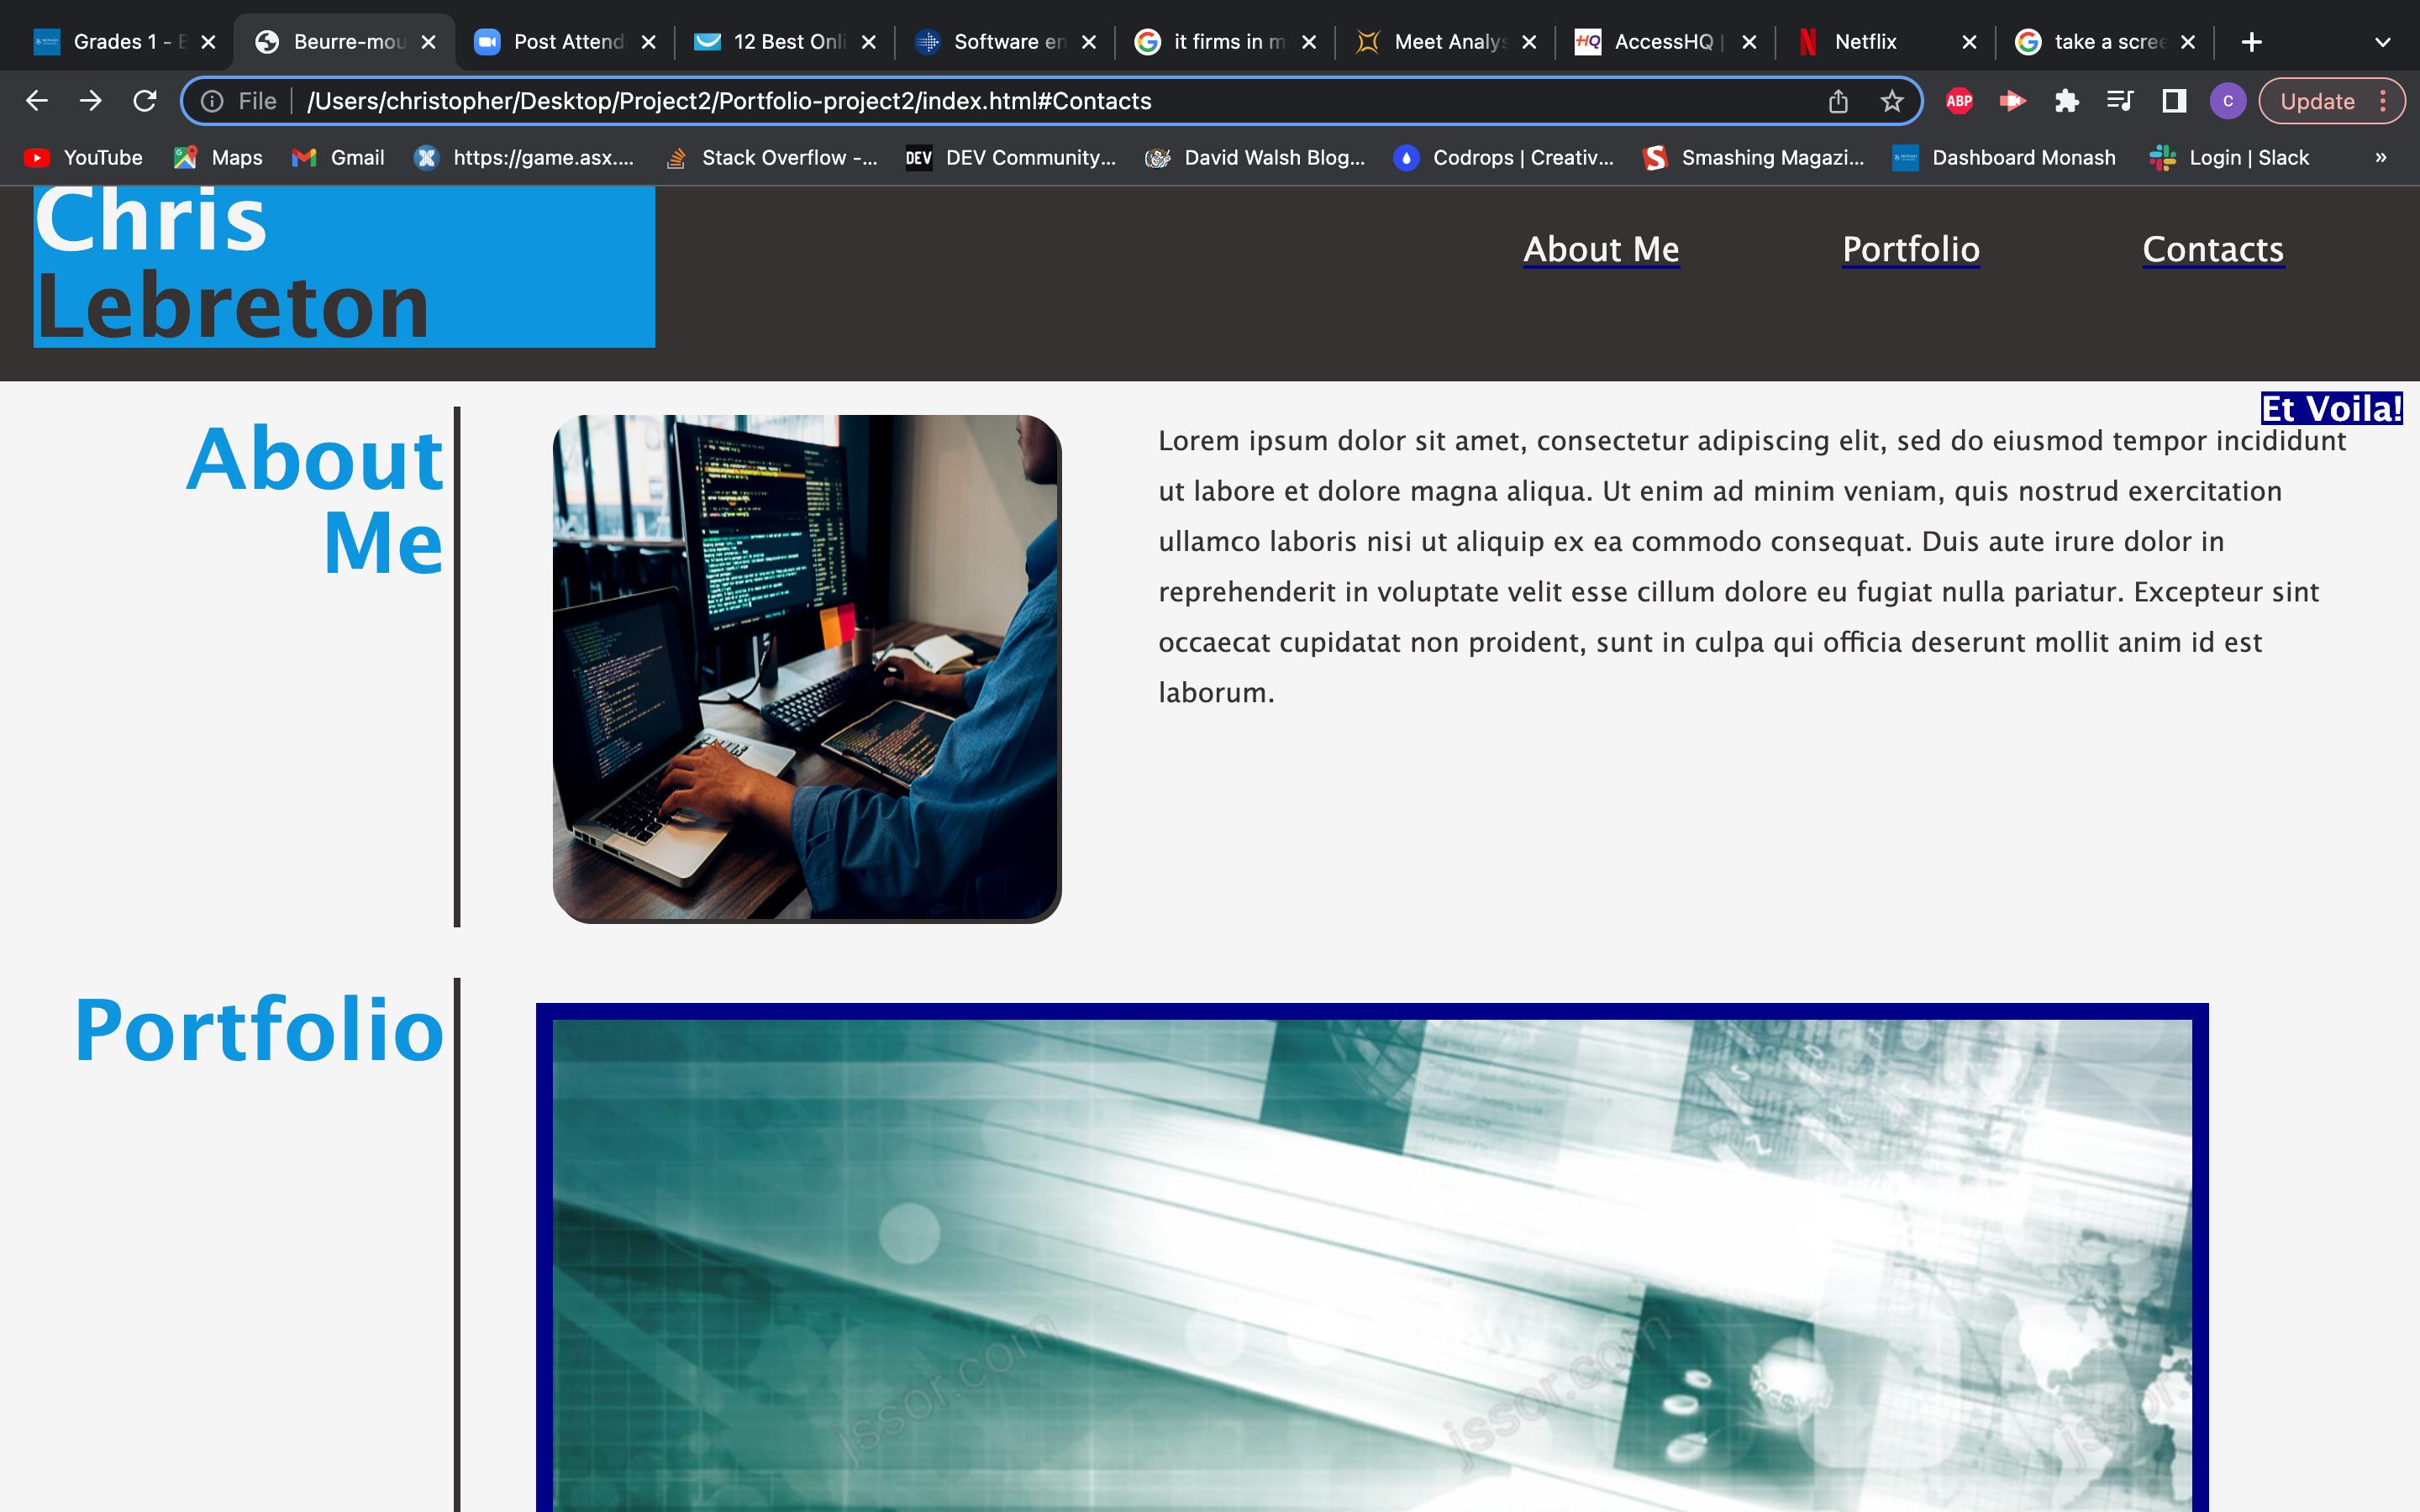 Grades 1 - E
Beurre-mou
Post Attend
12 Best Onli
Software en
it firms in m
Meet Analys
AccessHQ |
Netflix
take a scree
File | /Users/christopher/Desktop/Project2/Portfolio-project2/index.html#Contacts
ABP
C
Update
YouTube
Maps
Gmail
https://game.asx....
Stack Overflow -...
DEV DEV Community...
David Walsh Blog...
Codrops | Creativ...
Smashing Magazi...
Dashboard Monash
Login | Slack
»
Chris
Lebreton
About Me
Portfolio
Contacts
Et Voila!
About
Me
Lorem ipsum dolor sit amet, consectetur adipiscing elit, sed do eiusmod tempor incididunt
ut labore et dolore magna aliqua. Ut enim ad minim veniam, quis nostrud exercitation
ullamco laboris nisi ut aliquip ex ea commodo consequat. Duis aute irure dolor in
reprehenderit in voluptate velit esse cillum dolore eu fugiat nulla pariatur. Excepteur sint
occaecat cupidatat non proident, sunt in culpa qui officia deserunt mollit anim id est
laborum.
Portfolio
jssor.com
jssor.com